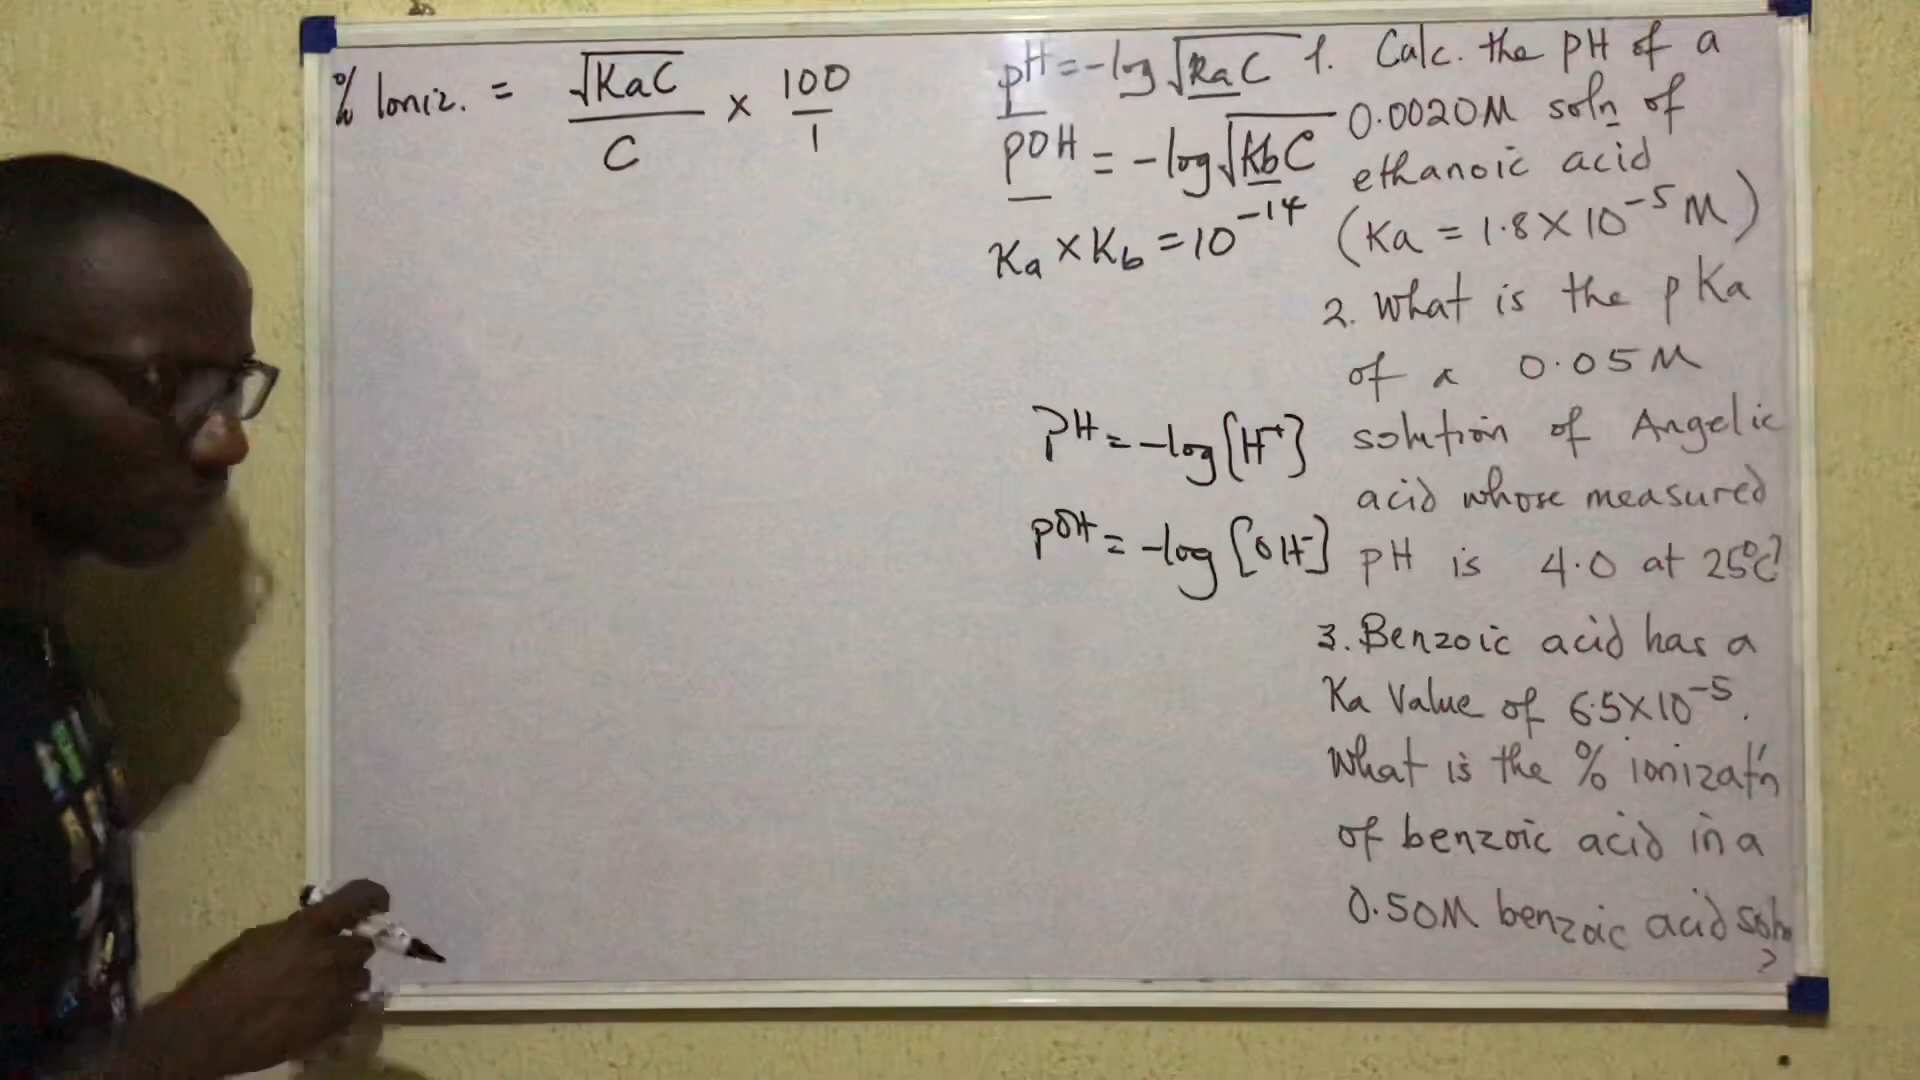 % Ioniz. = √KaC / C × 100 / 1
pH = -log √KaC
pOH = -log √KbC
Ka × Kb = 10^-14
pH = -log [H+]
pOH = -log [OH-]
1. Calc. the pH of a
0.0020M soln of
ethanoic acid
(Ka = 1.8 × 10^-5 M)
2. What is the pKa
of a 0.05M
solution of Angelic
acid whose measured
pH is 4.0 at 25°C?
3. Benzoic acid has a
Ka value of 6.5×10^-5.
What is the % ionizat'n
of benzoic acid in a
0.50M benzoic acid soln
?